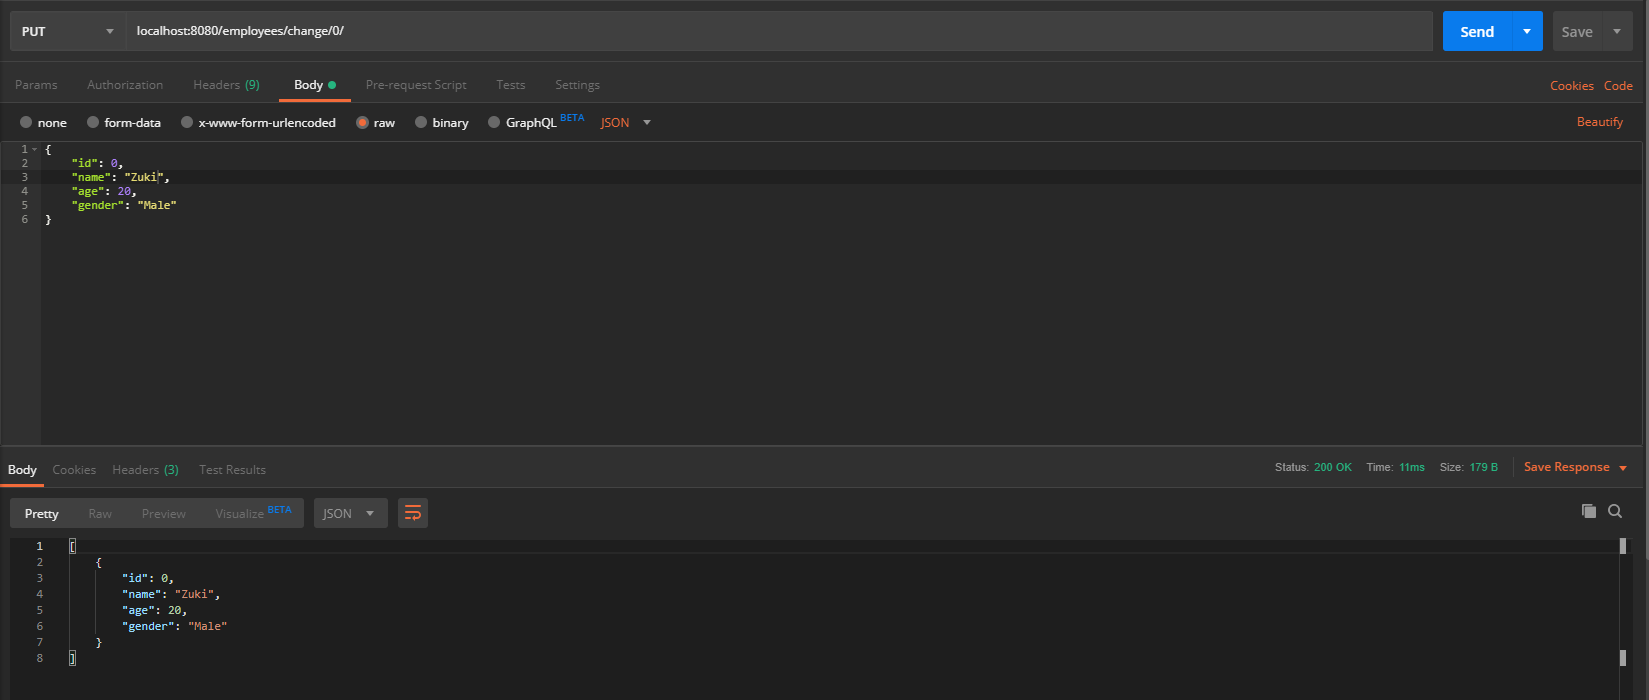 PUT localhost:8080/employees/change/0/ Send Save
Params Authorization Headers (9) Body Pre-request Script Tests Settings Cookies Code
none form-data x-www-form-urlencoded raw binary GraphQL BETA JSON Beautify
1 {
2 "id": 0,
3 "name": "Zuki",
4 "age": 20,
5 "gender": "Male"
6 }
Body Cookies Headers (3) Test Results Status: 200 OK Time: 11ms Size: 179 B Save Response
Pretty Raw Preview Visualize BETA JSON
1 [
2 {
3 "id": 0,
4 "name": "Zuki",
5 "age": 20,
6 "gender": "Male"
7 }
8 ]